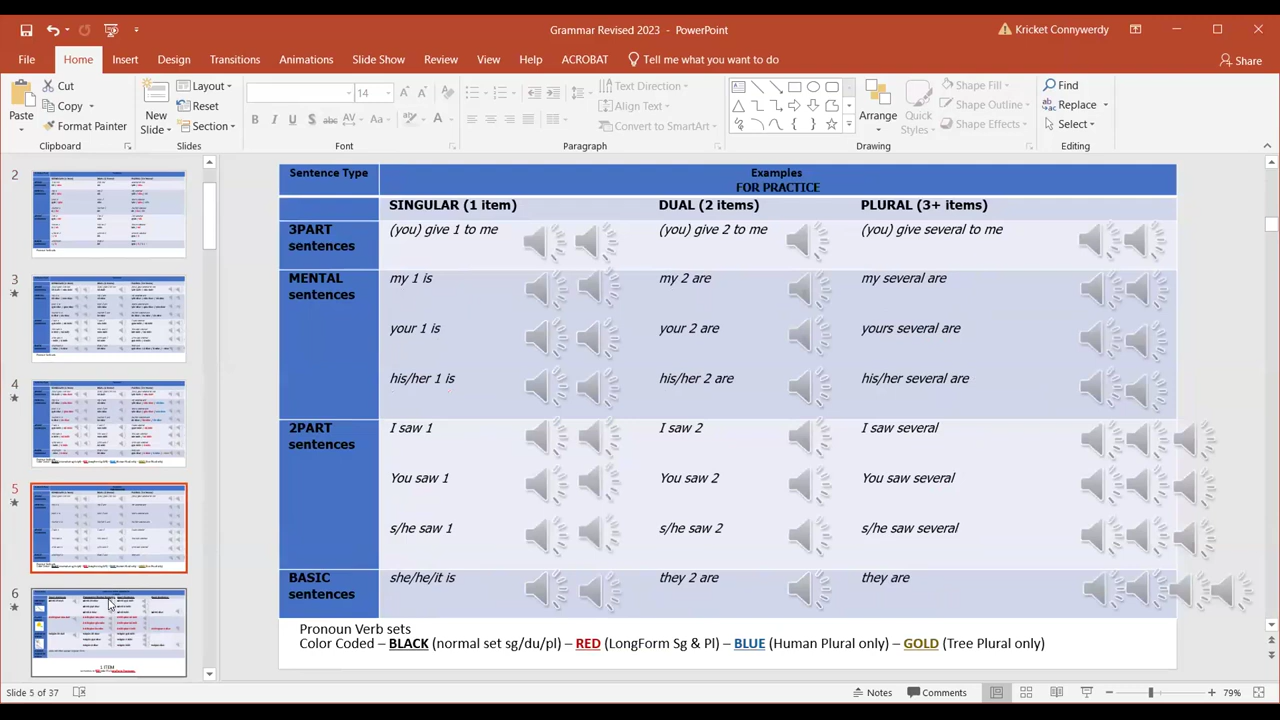 Grammar Revised 2023 - PowerPoint
Kricket Connywerdy
File Home Insert Design Transitions Animations Slide Show Review View Help ACROBAT Tell me what you want to do Share
Cut
Copy
Format Painter
Paste
Clipboard
New
Slide
Layout
Reset
Section
Slides
14
Font
Text Direction
Align Text
Convert to SmartArt
Paragraph
Arrange
Quick
Styles
Shape Fill
Shape Outline
Shape Effects
Drawing
Find
Replace
Select
Editing
2
3
4
5
6
1 ITEM
Sentence Type
Examples
FOR PRACTICE
SINGULAR (1 item) DUAL (2 items) PLURAL (3+ items)
3PART
sentences
(you) give 1 to me (you) give 2 to me (you) give several to me
MENTAL
sentences
my 1 is my 2 are my several are
your 1 is your 2 are yours several are
his/her 1 is his/her 2 are his/her several are
2PART
sentences
I saw 1 I saw 2 I saw several
You saw 1 You saw 2 You saw several
s/he saw 1 s/he saw 2 s/he saw several
BASIC
sentences
she/he/it is they 2 are they are
Pronoun Verb sets
Color Coded – BLACK (normal set sg/du/pl) – RED (LongForm Sg & Pl) – BLUE (Human Plural only) – GOLD (Tree Plural only)
Slide 5 of 37 Notes Comments 79%